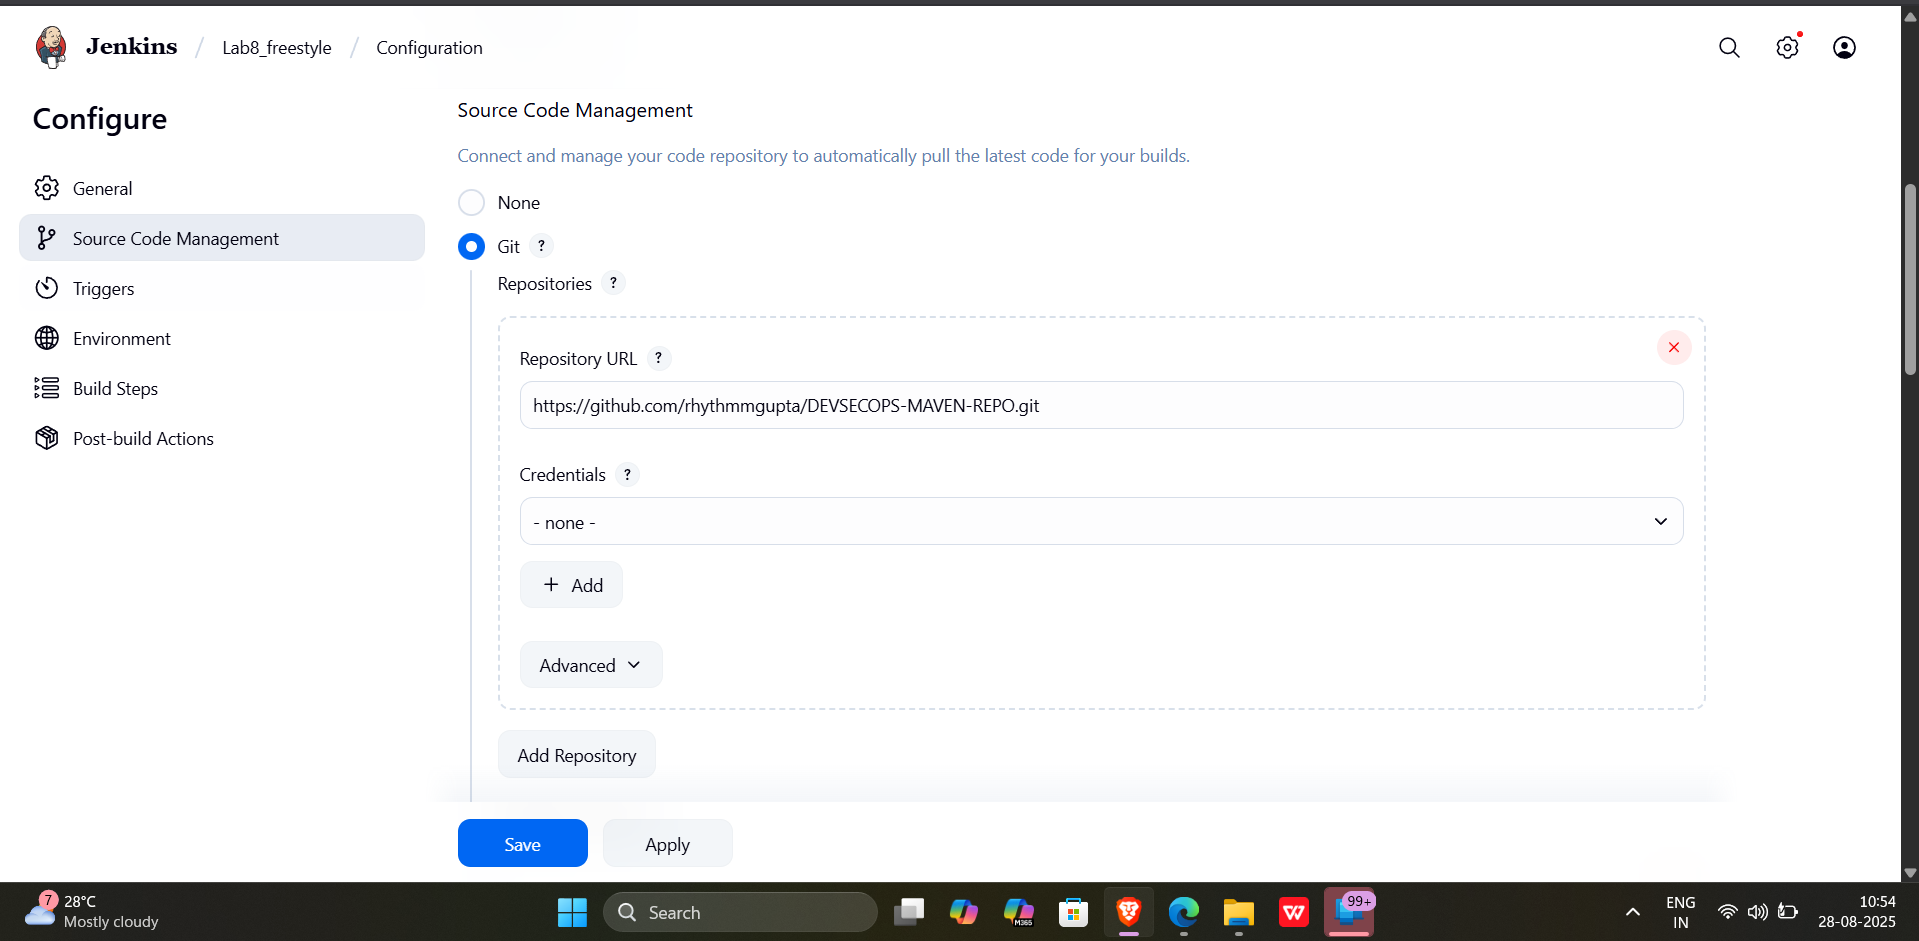 Jenkins / Lab8_freestyle / Configuration
Configure
General
Source Code Management
Triggers
Environment
Build Steps
Post-build Actions
Source Code Management
Connect and manage your code repository to automatically pull the latest code for your builds.
None
Git ?
Repositories ?
Repository URL ?
https://github.com/rhythmmgupta/DEVSECOPS-MAVEN-REPO.git
Credentials ?
- none -
+ Add
Advanced
Add Repository
Save
Apply
7
28°C
Mostly cloudy
Search
M365
W
99+
ENG
IN
10:54
28-08-2025